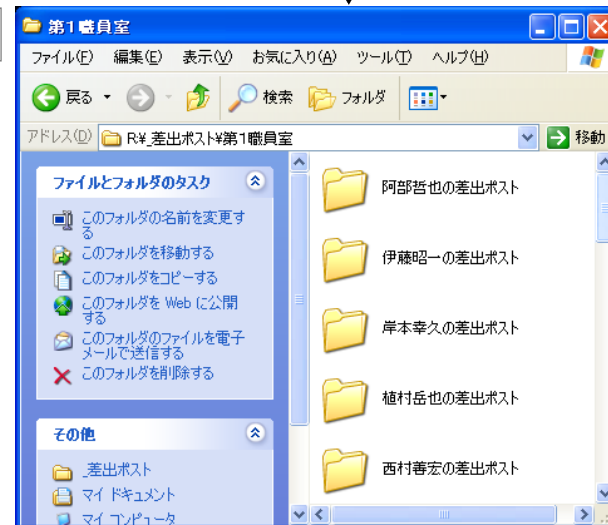 第1職員室
ファイル(F) 編集(E) 表示(V) お気に入り(A) ツール(T) ヘルプ(H)
戻る 検索 フォルダ
アドレス(D) R:¥_差出ポスト¥第1職員室 移動
ファイルとフォルダのタスク
このフォルダの名前を変更す
る
このフォルダを移動する
このフォルダをコピーする
このフォルダを Web に公開
する
このフォルダのファイルを電子
メールで送信する
このフォルダを削除する
その他
_差出ポスト
マイ ドキュメント
マイ コンピュータ
阿部哲也の差出ポスト
伊藤昭一の差出ポスト
岸本幸久の差出ポスト
植村岳也の差出ポスト
西村善宏の差出ポスト